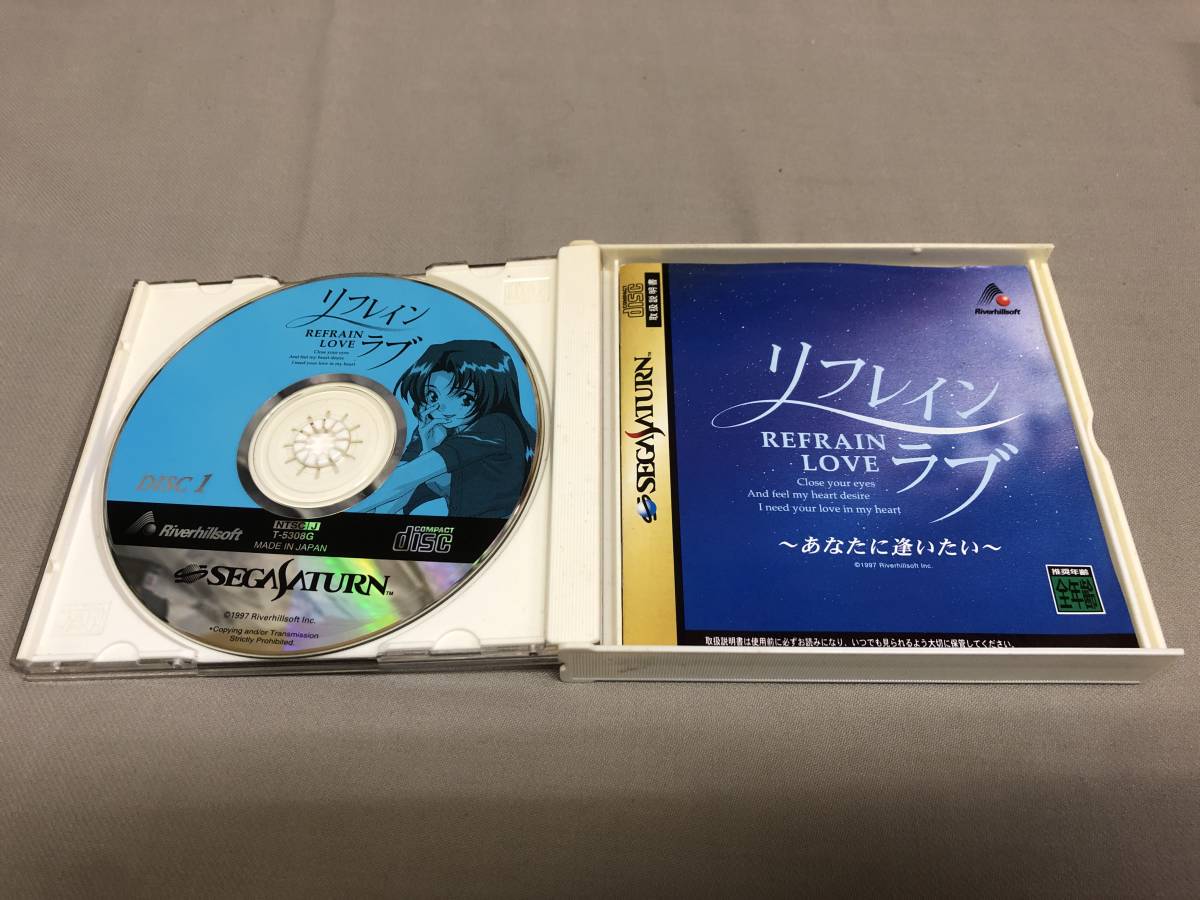 リフレイン
REFRAIN
LOVE
ラブ
Close your eyes
And feel my heart desire
I need your love in my heart
DISC 1
Riverhillsoft
NTSC J
T-5308G
MADE IN JAPAN
COMPACT
disc
SEGA SATURN™
©1997 Riverhillsoft Inc.
•Copying and/or Transmission
Strictly Prohibited.
COMPACT
disc
取扱説明書
SEGA SATURN™
Riverhillsoft
リフレイン
REFRAIN
LOVE
ラブ
Close your eyes
And feel my heart desire
I need your love in my heart
～あなたに逢いたい～
©1997 Riverhillsoft Inc.
推奨年齢
全年齢
取扱説明書は使用前に必ずお読みになり、いつでも見られるよう大切に保管してください。